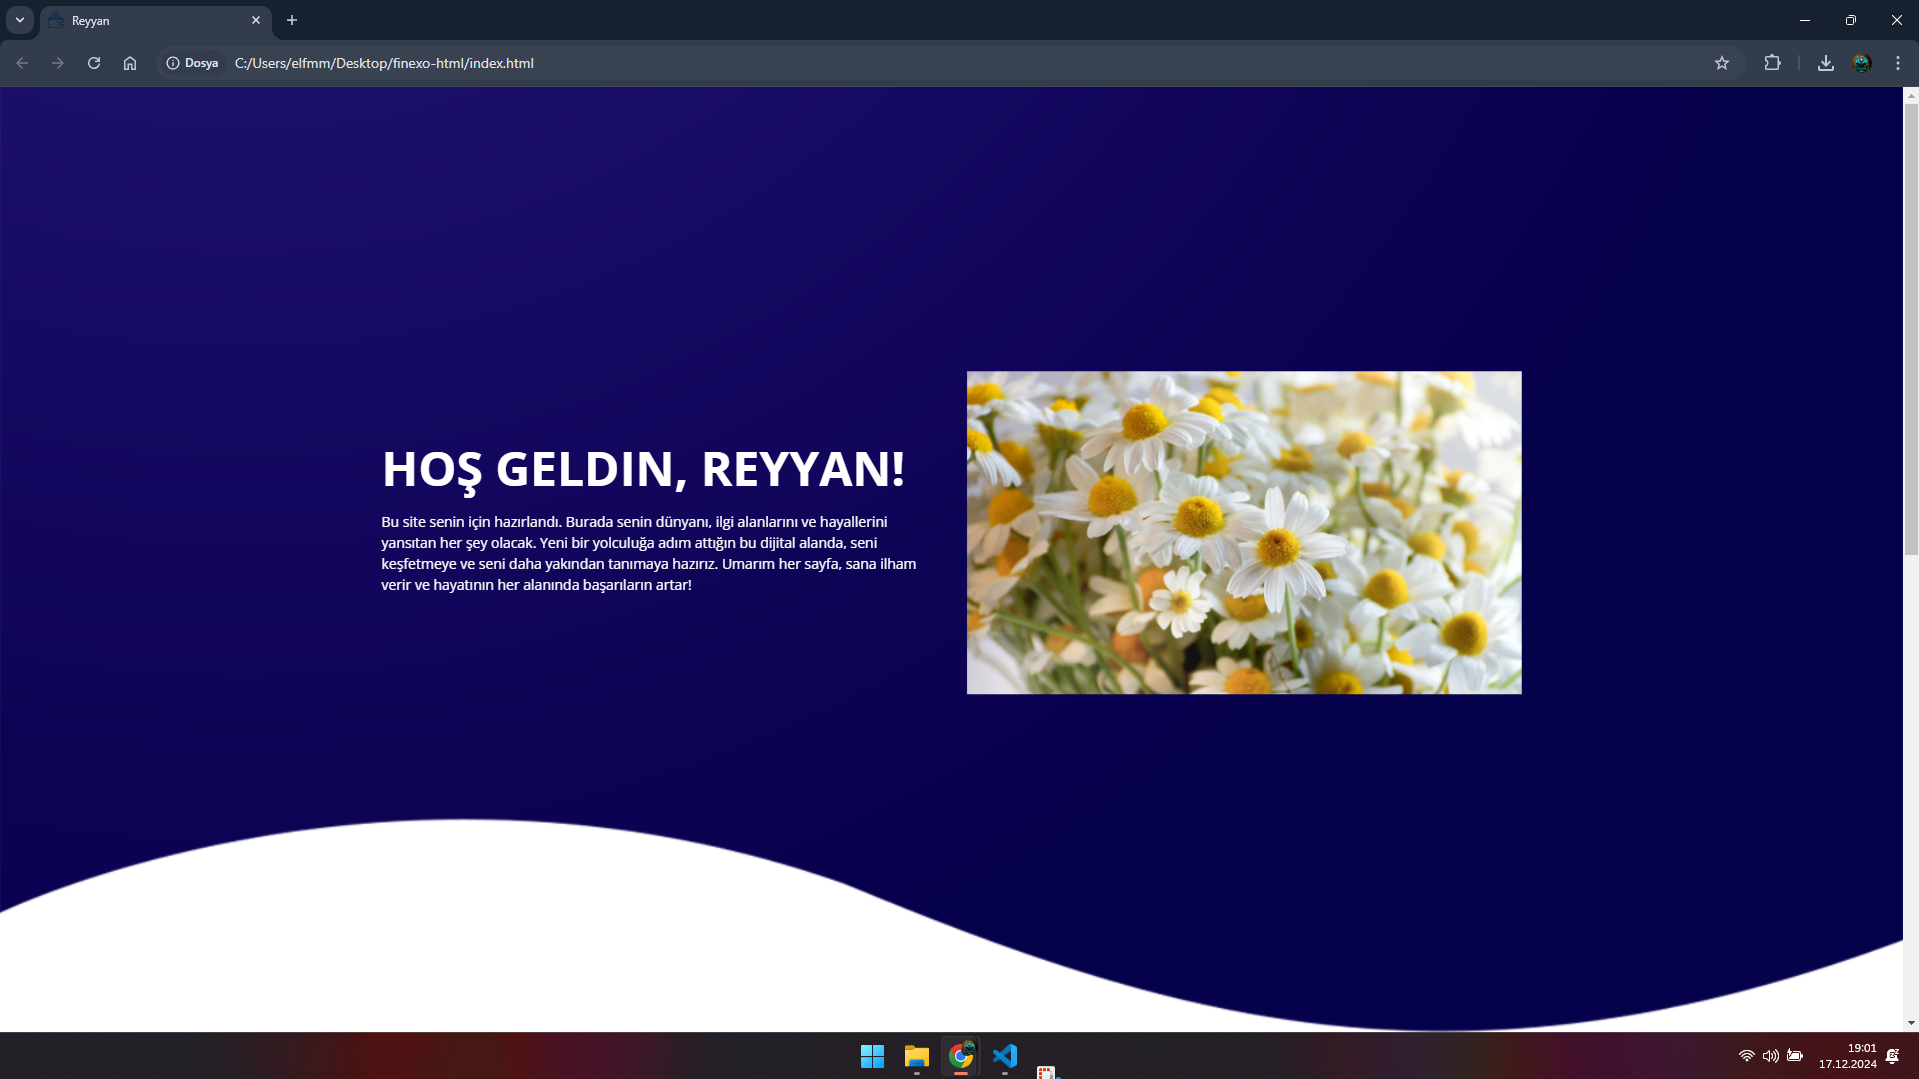 Reyyan
Dosya
C:/Users/elfmm/Desktop/finexo-html/index.html
HOŞ GELDIN, REYYAN!
Bu site senin için hazırlandı. Burada senin dünyanı, ilgi alanlarını ve hayallerini
yansıtan her şey olacak. Yeni bir yolculuğa adım attığın bu dijital alanda, seni
keşfetmeye ve seni daha yakından tanımaya hazırız. Umarım her sayfa, sana ilham
verir ve hayatının her alanında başarıların artar!
19:01
17.12.2024